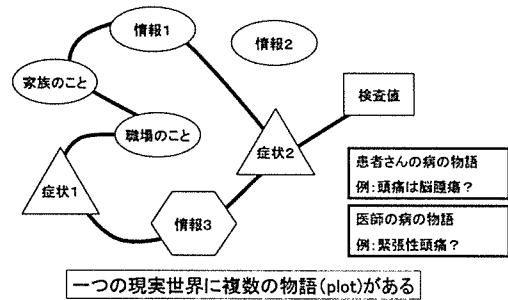 情報1
情報2
家族のこと
検査値
職場のこと
症状2
症状1
情報3
患者さんの病の物語
例:頭痛は脳腫瘍?
医師の病の物語
例:緊張性頭痛?
一つの現実世界に複数の物語(plot)がある